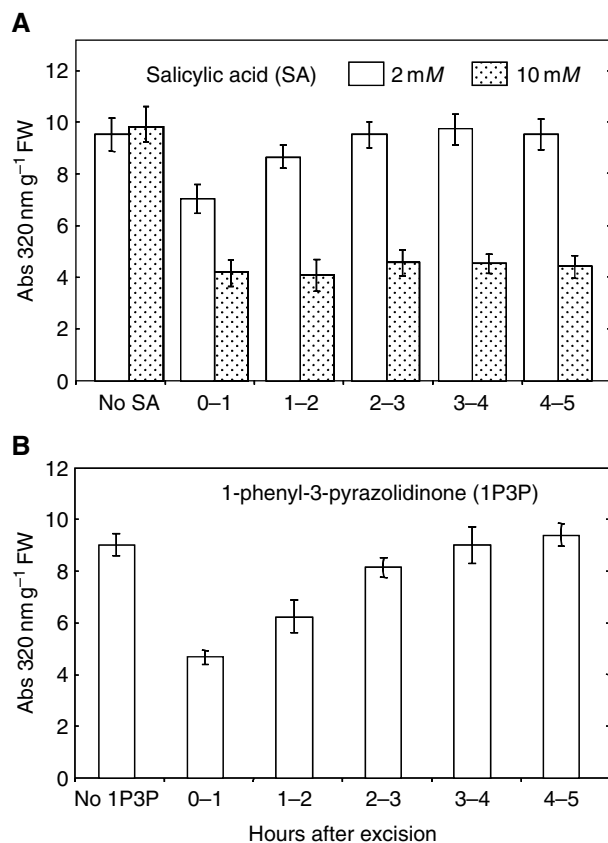 A
Salicylic acid (SA) 2 mM 10 mM
Abs 320 nm g⁻¹ FW
12
10
8
6
4
2
0
No SA 0–1 1–2 2–3 3–4 4–5
B
1-phenyl-3-pyrazolidinone (1P3P)
Abs 320 nm g⁻¹ FW
12
10
8
6
4
2
0
No 1P3P 0–1 1–2 2–3 3–4 4–5
Hours after excision